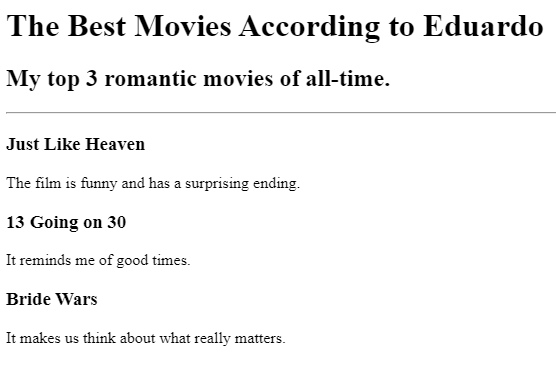 The Best Movies According to Eduardo
My top 3 romantic movies of all-time.
Just Like Heaven
The film is funny and has a surprising ending.
13 Going on 30
It reminds me of good times.
Bride Wars
It makes us think about what really matters.